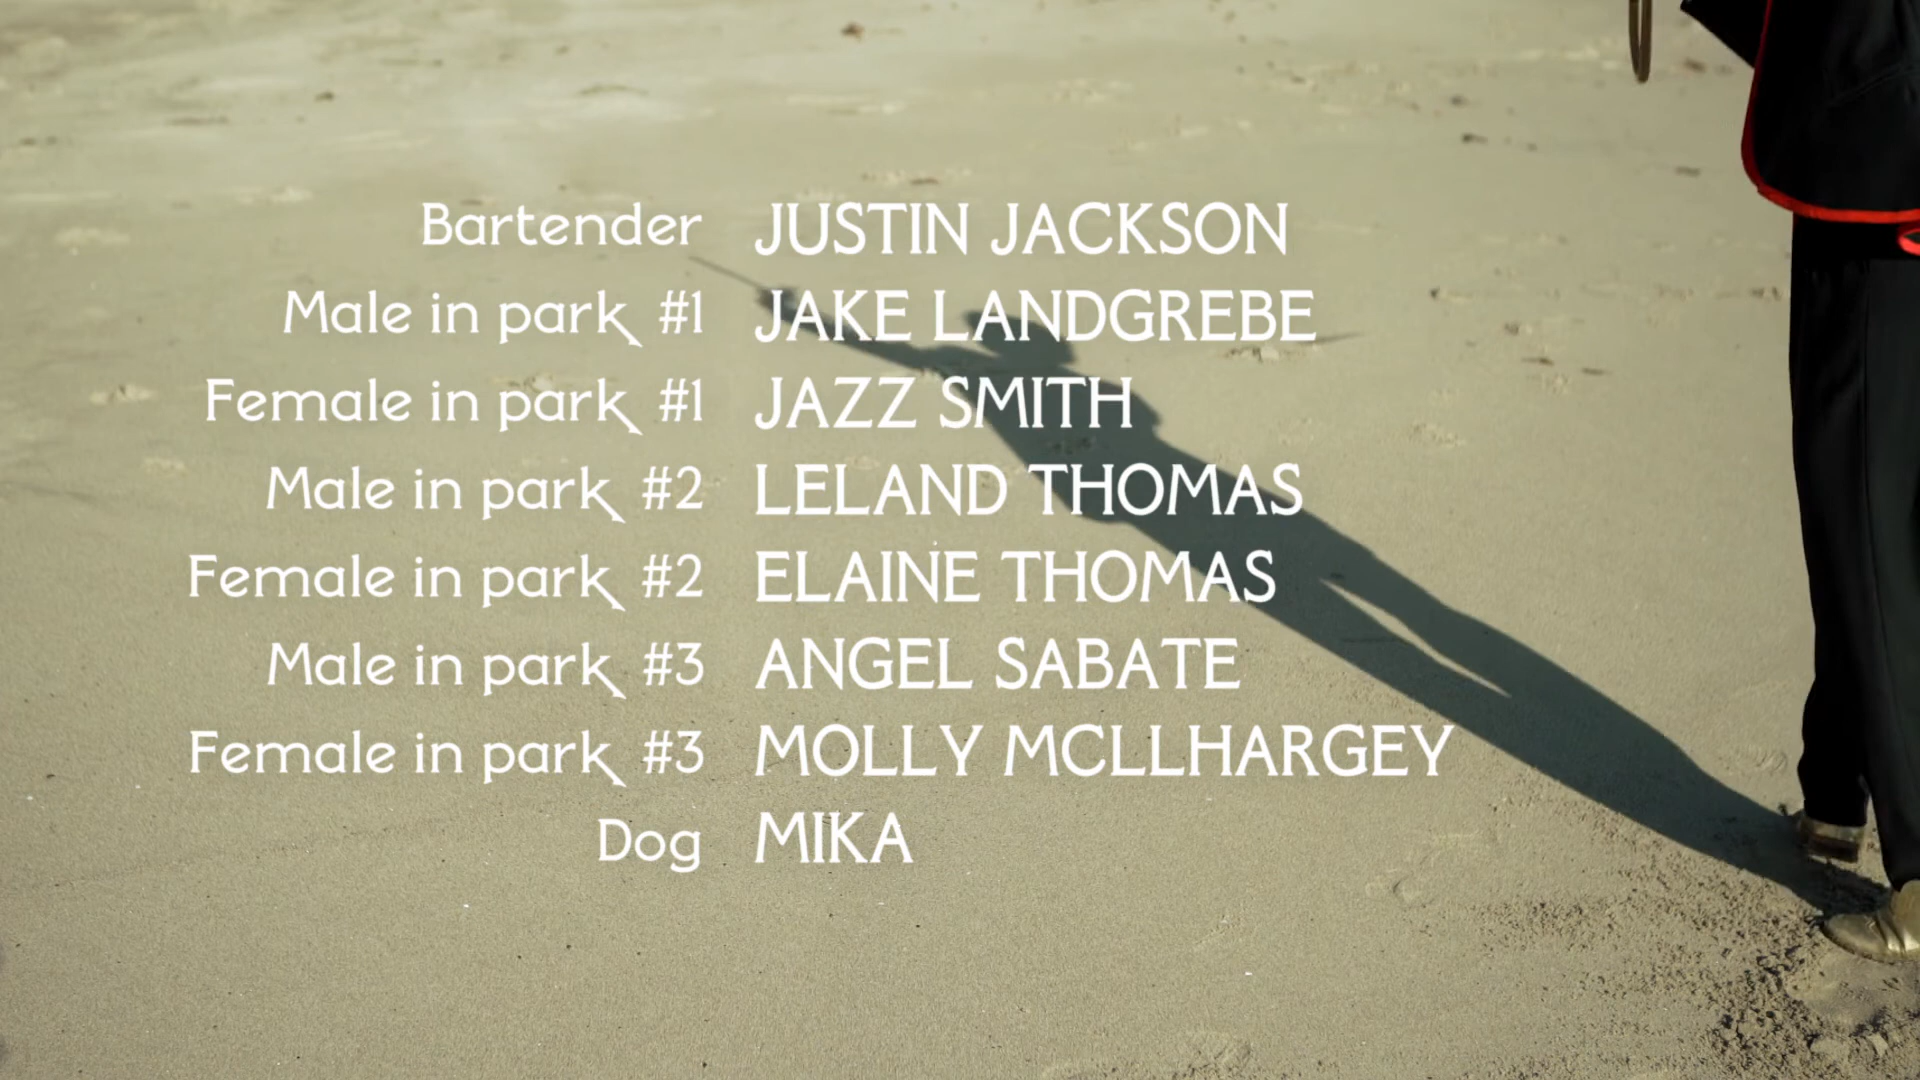 Bartender JUSTIN JACKSON
Male in park #1 JAKE LANDGREBE
Female in park #1 JAZZ SMITH
Male in park #2 LELAND THOMAS
Female in park #2 ELAINE THOMAS
Male in park #3 ANGEL SABATE
Female in park #3 MOLLY MCLLHARGEY
Dog MIKA